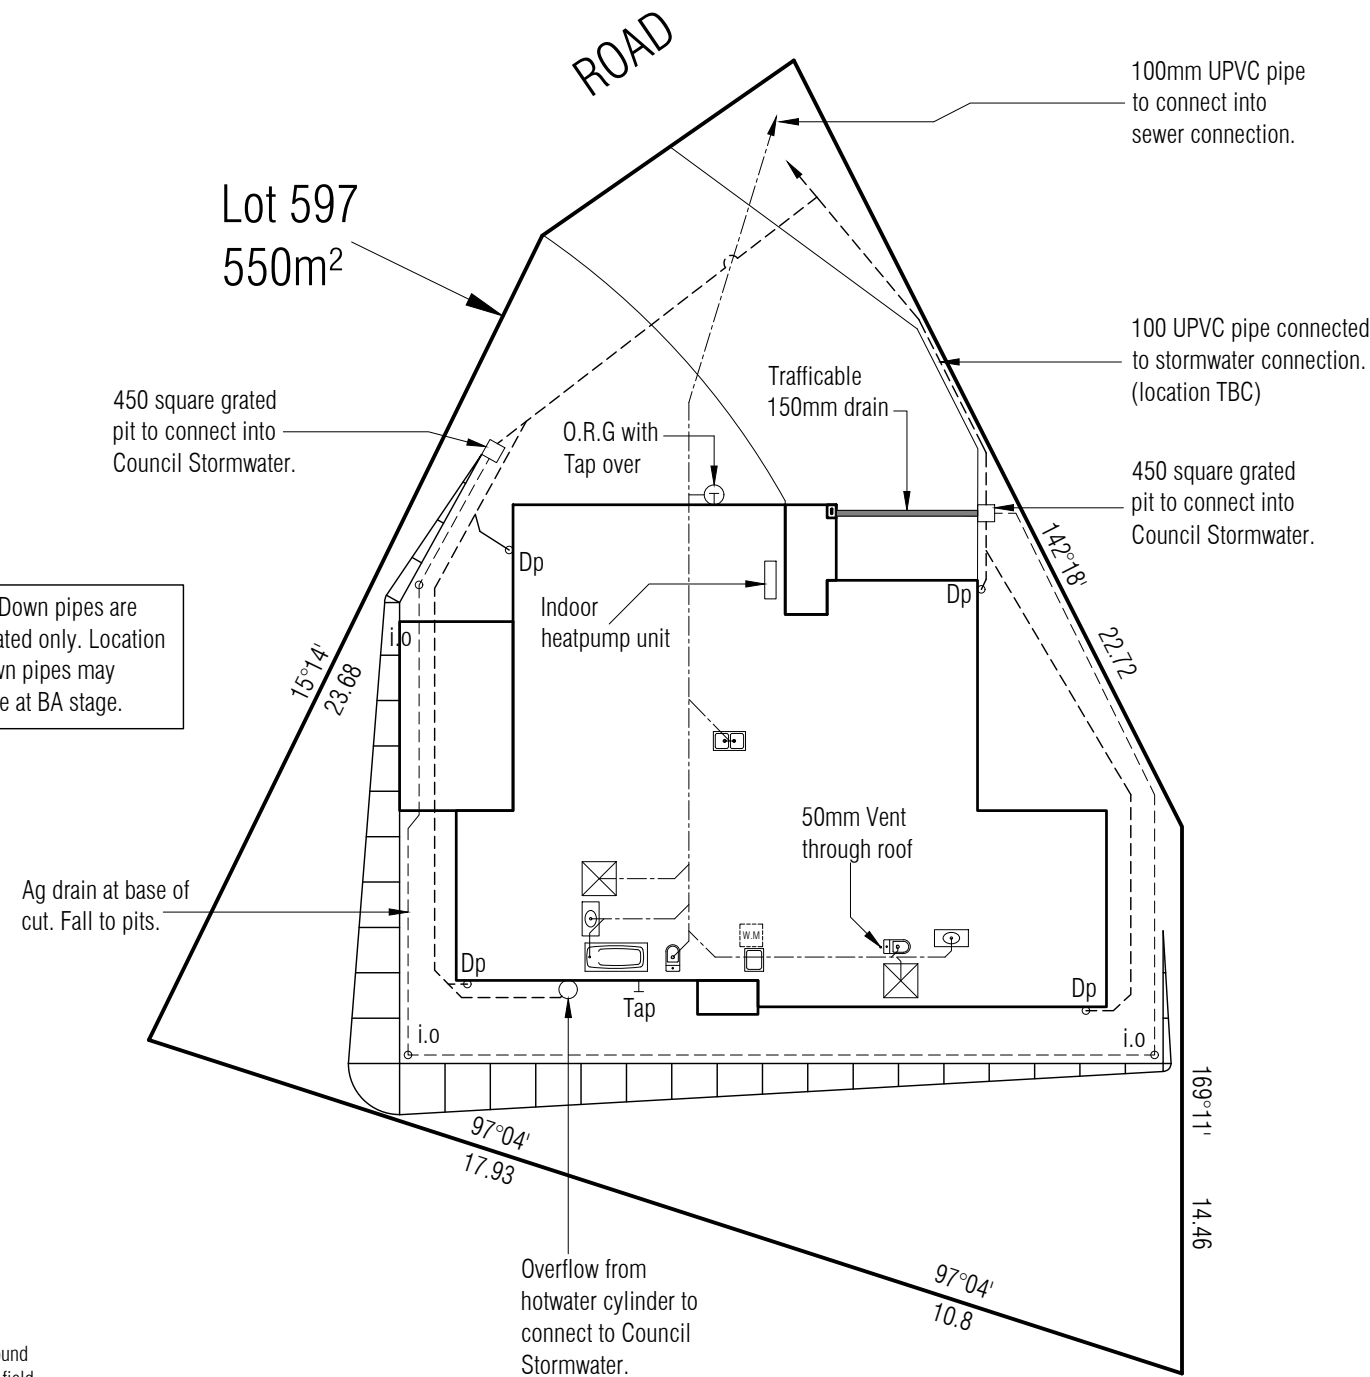 ROAD
100mm UPVC pipe
to connect into
sewer connection.
Lot 597
550m²
100 UPVC pipe connected
to stormwater connection.
(location TBC)
Trafficable
150mm drain
450 square grated
pit to connect into
Council Stormwater.
O.R.G with
Tap over
450 square grated
pit to connect into
Council Stormwater.
142°18'
22.72
Dp
Dp
Indoor
heatpump unit
Down pipes are
only. Location
pipes may
at BA stage.
i.o
15°14'
23.68
50mm Vent
through roof
Ag drain at base of
cut. Fall to pits.
W.M
Dp
Dp
Tap
i.o
i.o
169°11'
14.46
97°04'
17.93
Overflow from
hotwater cylinder to
connect to Council
Stormwater.
97°04'
10.8